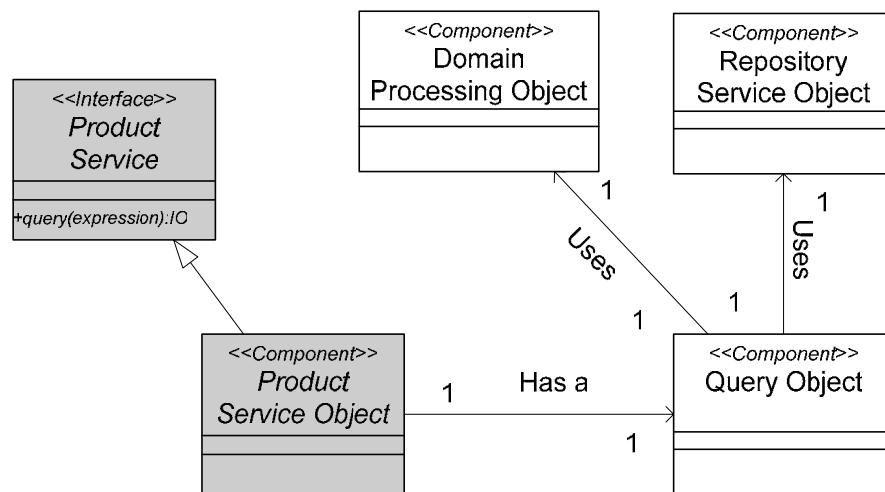 <<Component>>
Domain
Processing Object
<<Component>>
Repository
Service Object
<<Interface>>
Product
Service
+query(expression):IO
1
1
Uses
Uses
1
1
<<Component>>
Product
Service Object
1
Has a
1
<<Component>>
Query Object